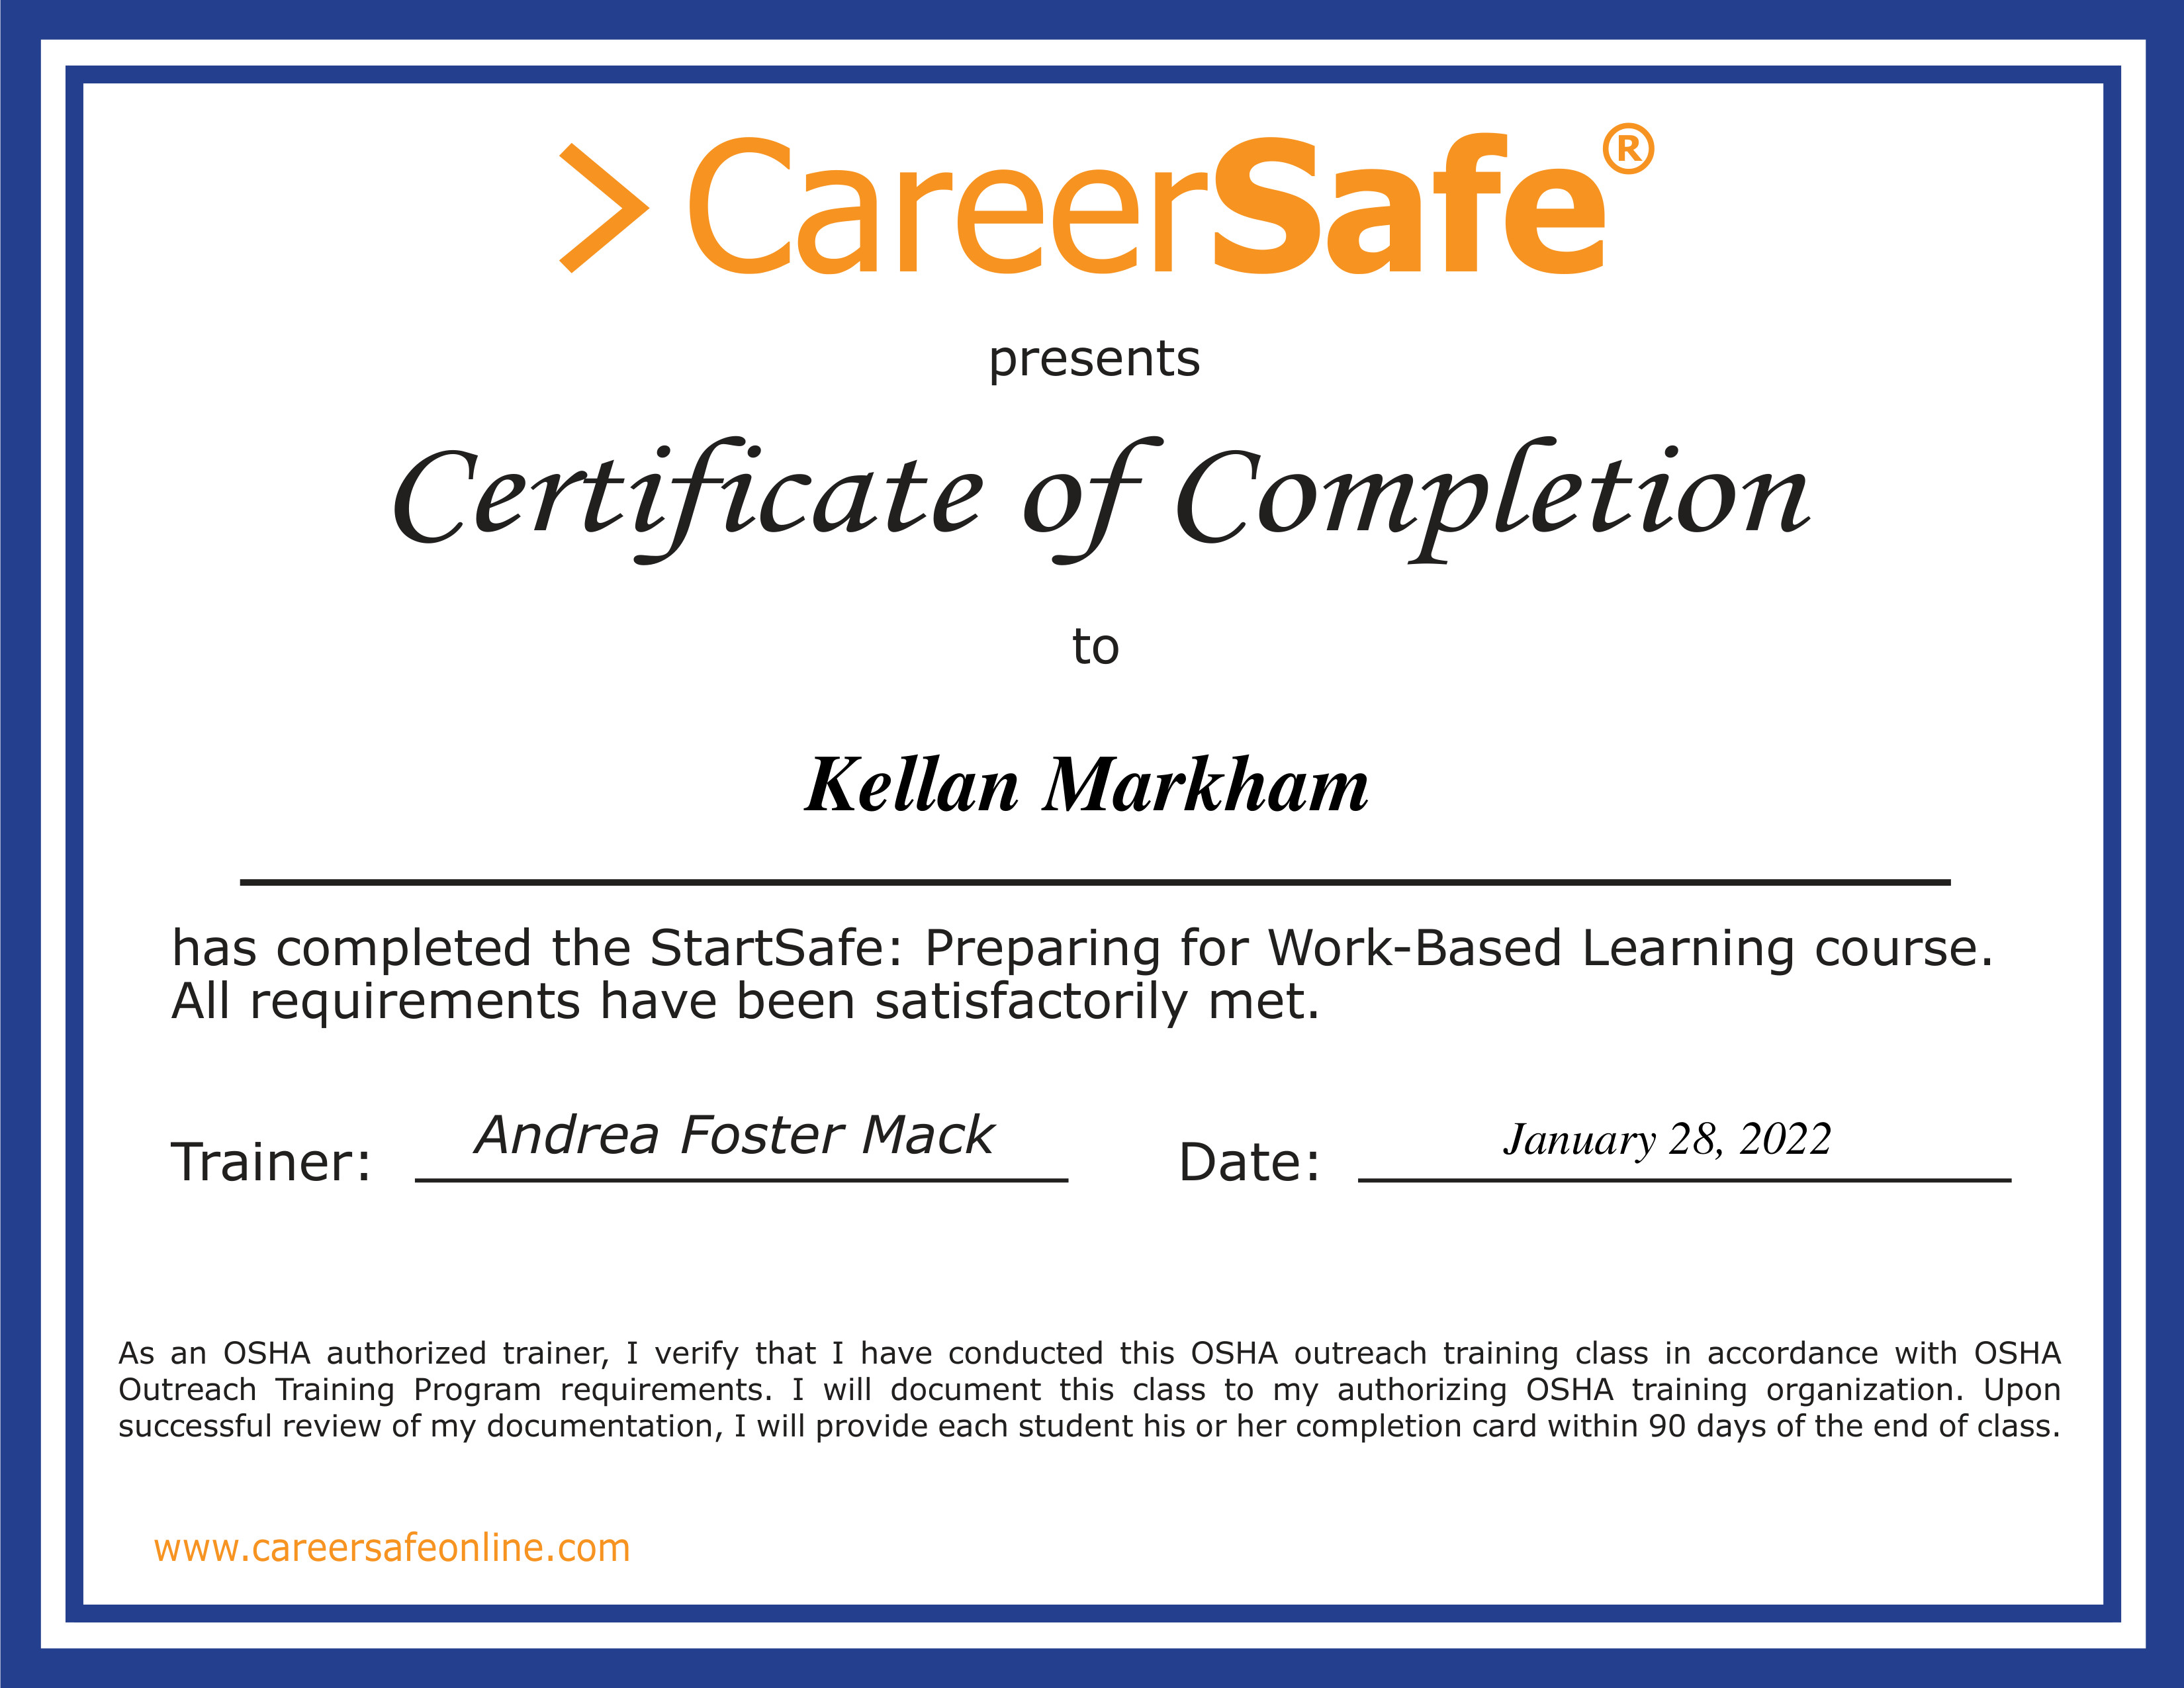 > CareerSafe®
presents
Certificate of Completion
to
Kellan Markham
has completed the StartSafe: Preparing for Work-Based Learning course.
All requirements have been satisfactorily met.
Trainer: Andrea Foster Mack Date: January 28, 2022
As an OSHA authorized trainer, I verify that I have conducted this OSHA outreach training class in accordance with OSHA
Outreach Training Program requirements. I will document this class to my authorizing OSHA training organization. Upon
successful review of my documentation, I will provide each student his or her completion card within 90 days of the end of class.
www.careersafeonline.com